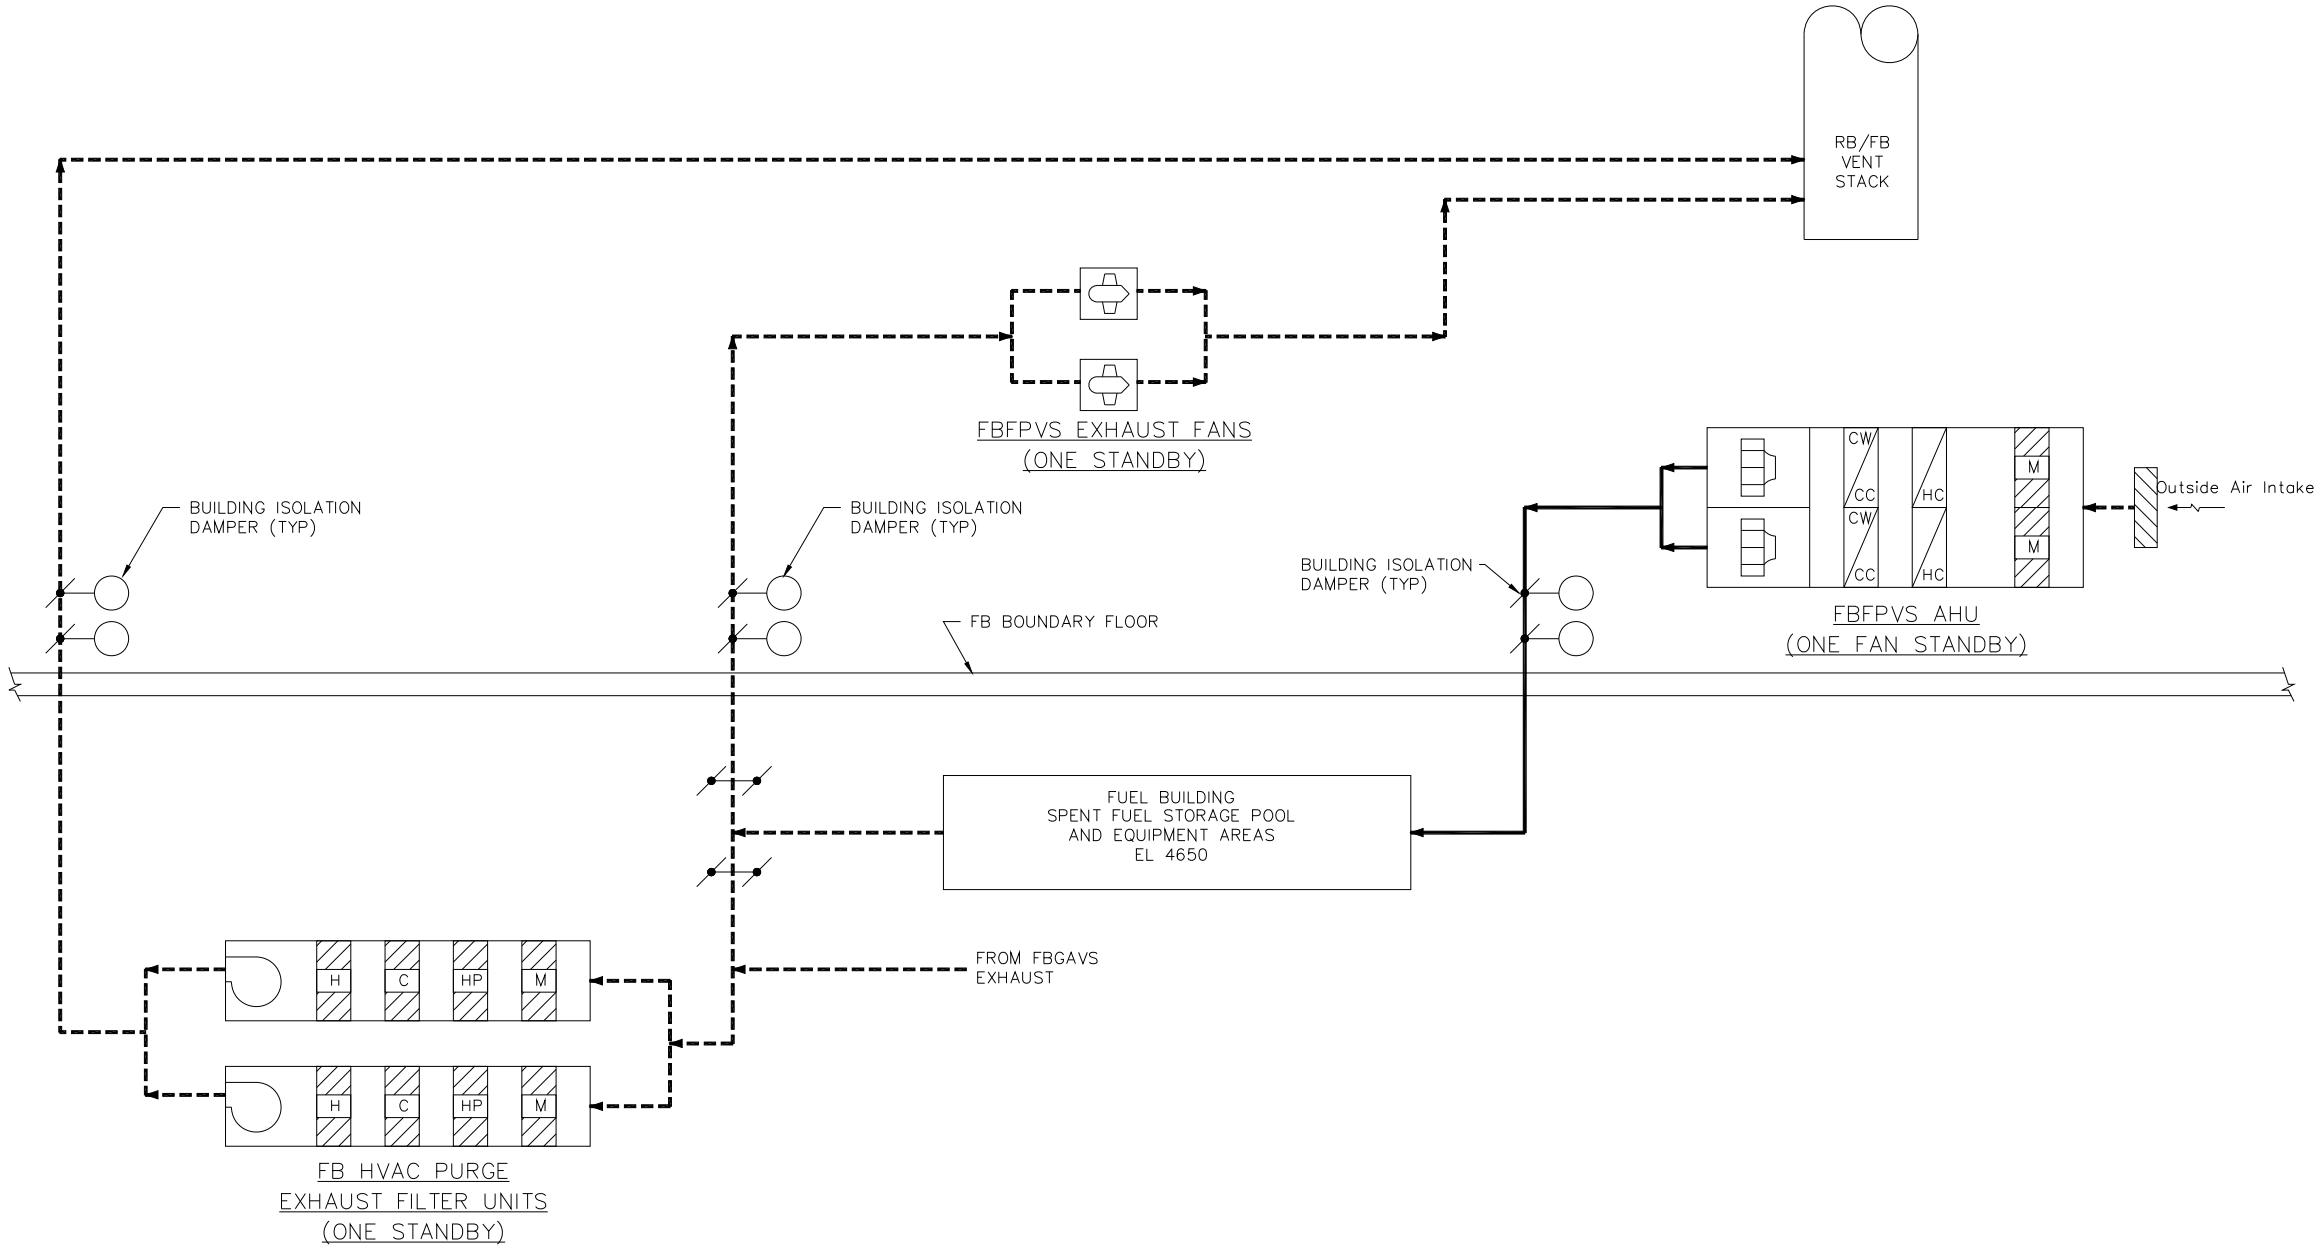 RB/FB
VENT
STACK
FBFPVS EXHAUST FANS
(ONE STANDBY)
CW
CC
HC
M
CW
CC
HC
M
Outside Air Intake
FBFPVS AHU
(ONE FAN STANDBY)
BUILDING ISOLATION
DAMPER (TYP)
BUILDING ISOLATION
DAMPER (TYP)
BUILDING ISOLATION
DAMPER (TYP)
FB BOUNDARY FLOOR
FUEL BUILDING
SPENT FUEL STORAGE POOL
AND EQUIPMENT AREAS
EL 4650
FROM FBGAVS
EXHAUST
H
C
HP
M
H
C
HP
M
FB HVAC PURGE
EXHAUST FILTER UNITS
(ONE STANDBY)